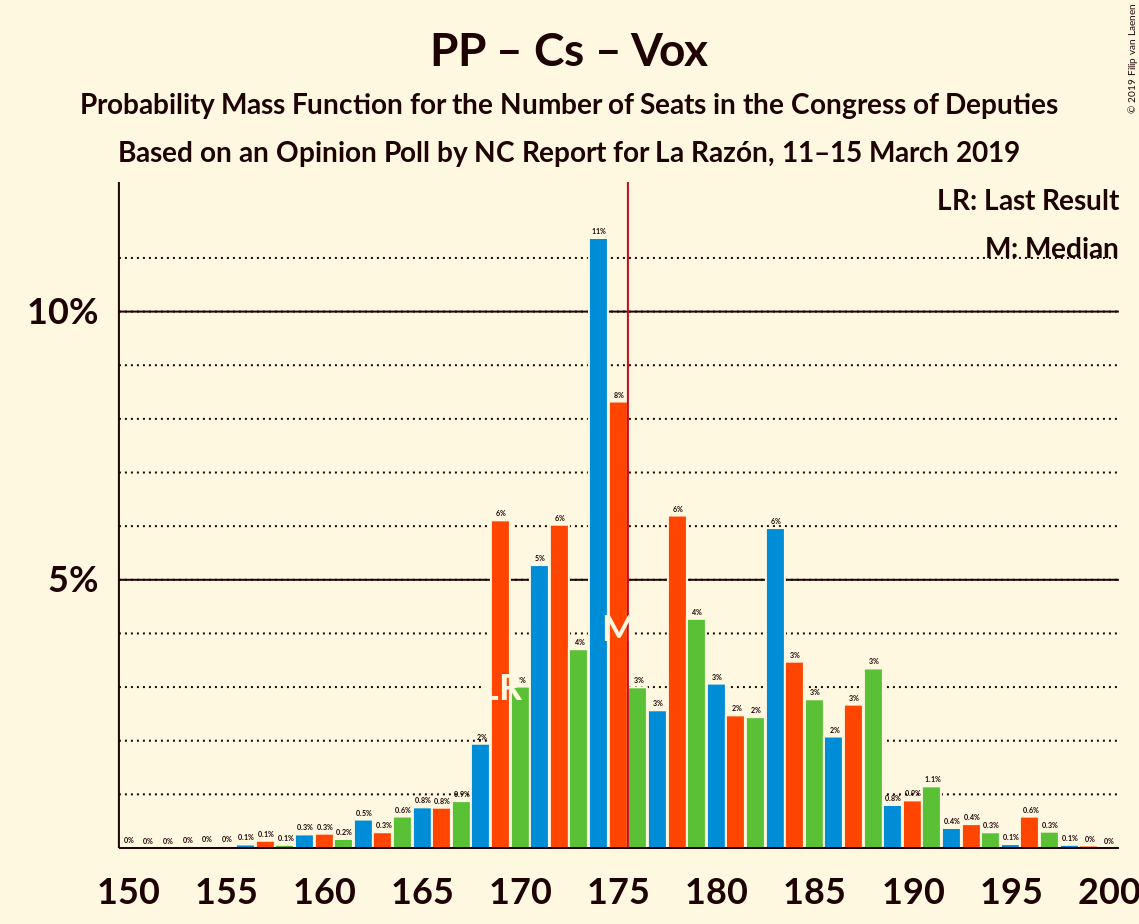 PP – Cs – Vox
Probability Mass Function for the Number of Seats in the Congress of Deputies
Based on an Opinion Poll by NC Report for La Razón, 11–15 March 2019
© 2019 Filip van Laenen
LR: Last Result
M: Median
10%
5%
0% 0% 0% 0% 0% 0% 0.1% 0.1% 0.1% 0.3% 0.3% 0.2% 0.5% 0.3% 0.6% 0.8% 0.8% 0.9% 2% 6% % 5% 6% 4% 11% 8% 3% 3% 6% 4% 3% 2% 2% 6% 3% 3% 2% 3% 3% 0.8% 0.9% 1.1% 0.4% 0.4% 0.3% 0.1% 0.6% 0.3% 0.1% 0% 0%
M
LR
150 155 160 165 170 175 180 185 190 195 200